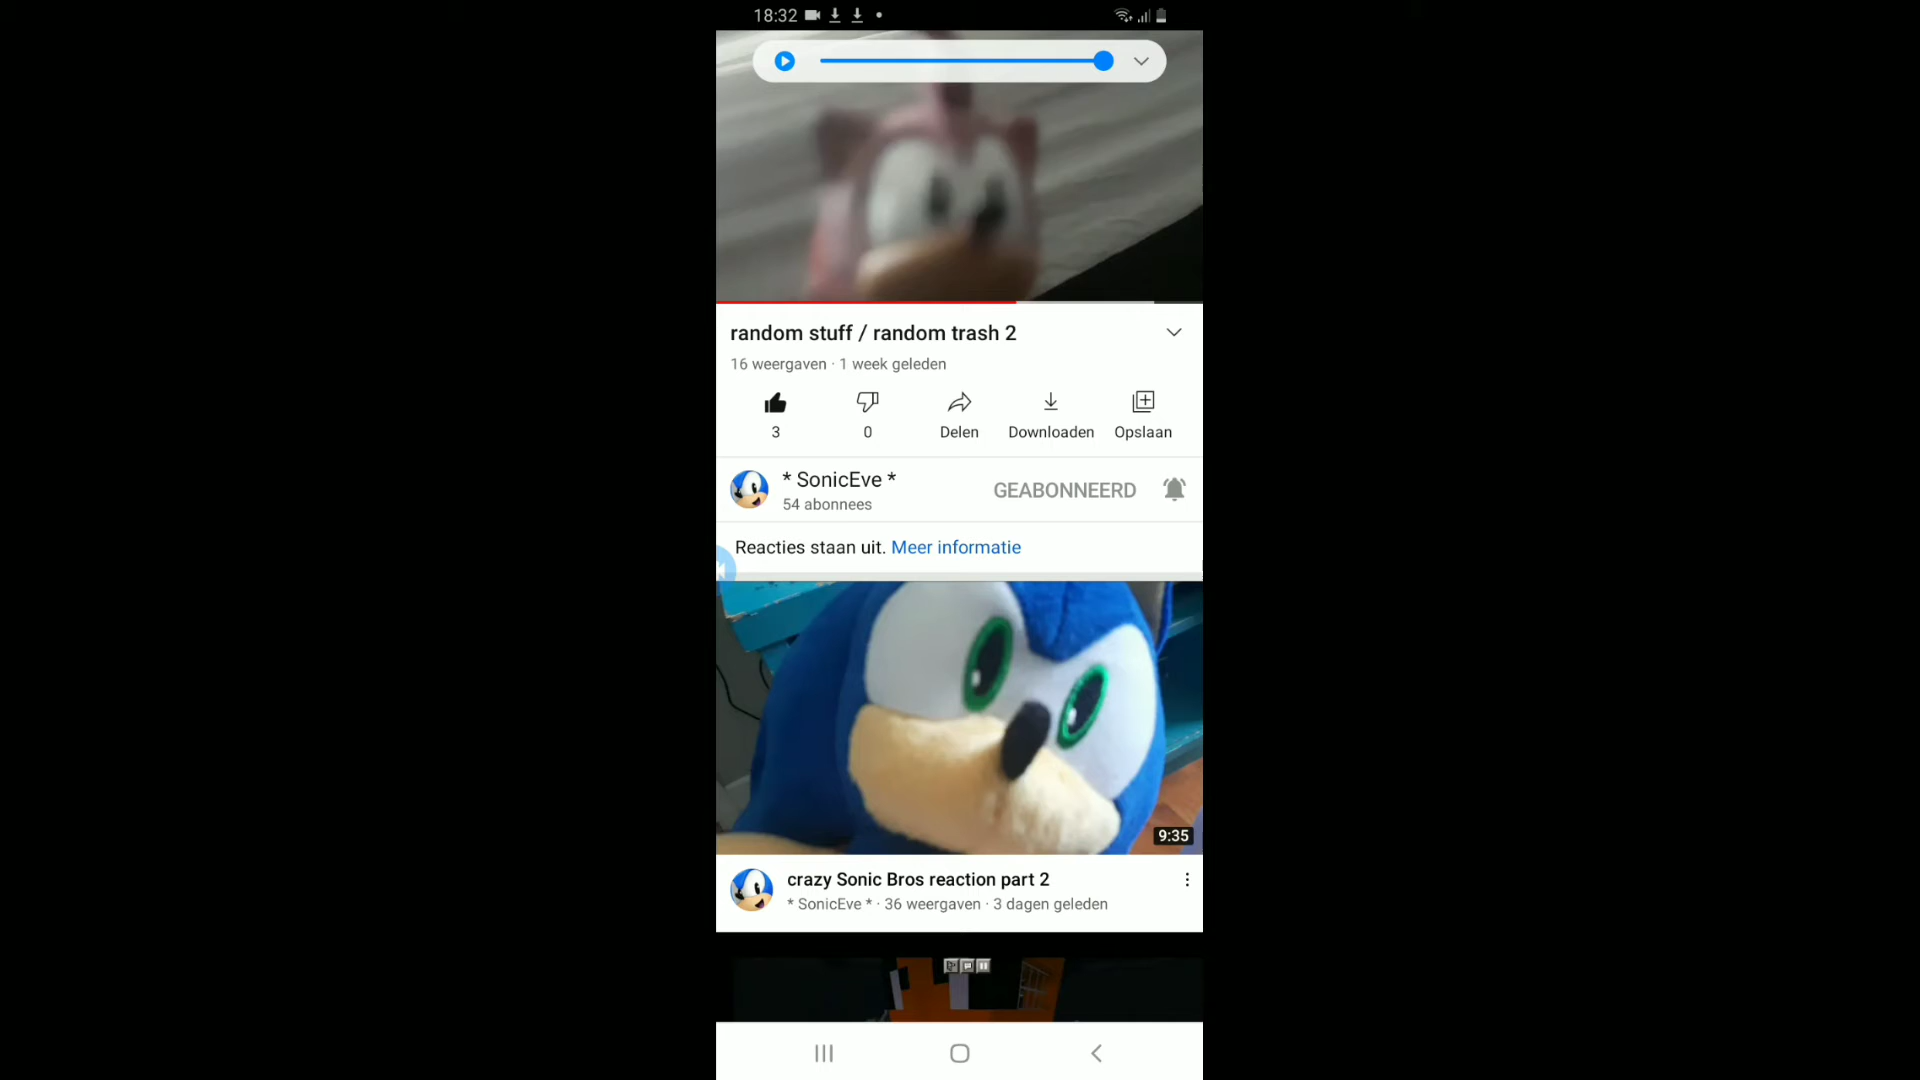 18:32
random stuff / random trash 2
16 weergaven · 1 week geleden
3
0
Delen
Downloaden
Opslaan
* SonicEve *
54 abonnees
GEABONNEERD
Reacties staan uit. Meer informatie
9:35
crazy Sonic Bros reaction part 2
* SonicEve * · 36 weergaven · 3 dagen geleden